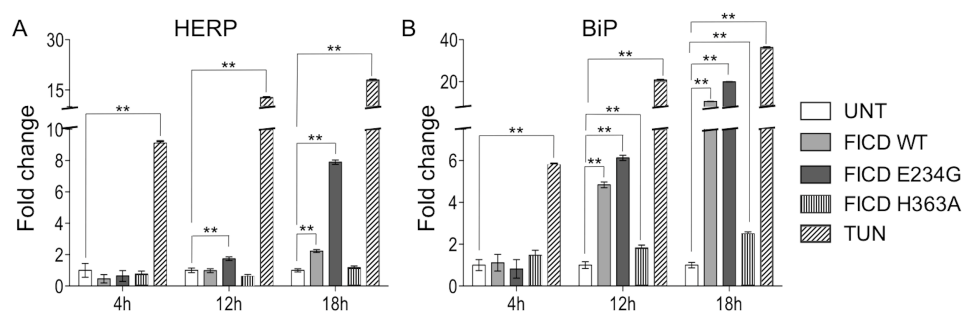 A
HERP
Fold change
30
15
10
8
6
4
2
0
**
**
**
**
**
**
4h
12h
18h
B
BiP
Fold change
40
20
6
4
2
0
**
**
**
**
**
**
**
**
**
4h
12h
18h
UNT
FICD WT
FICD E234G
FICD H363A
TUN